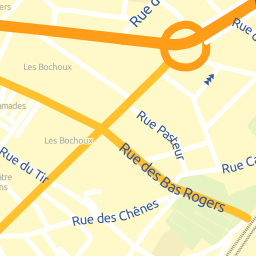 Rue d
Les Bochoux
Rue Pasteur
Les Bochoux
Rue du Tir
Rue des Bas Rogers
Rue Ca
Rue des Chênes